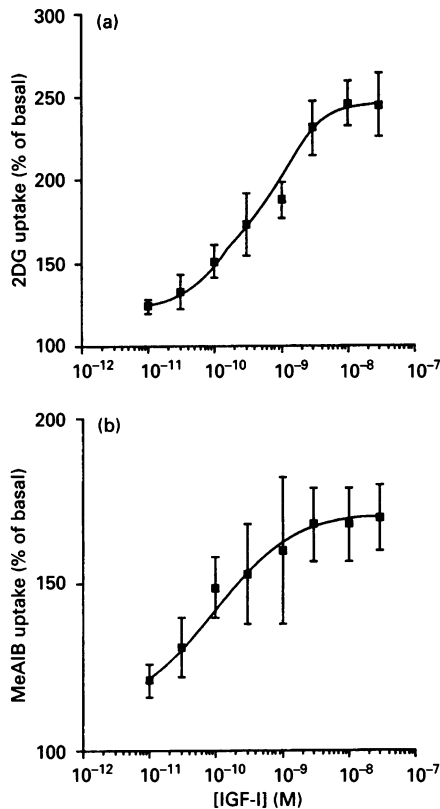 (a)
300
250
200
150
100
2DG uptake (% of basal)
10⁻¹² 10⁻¹¹ 10⁻¹⁰ 10⁻⁹ 10⁻⁸ 10⁻⁷
(b)
200
150
100
MeAIB uptake (% of basal)
10⁻¹² 10⁻¹¹ 10⁻¹⁰ 10⁻⁹ 10⁻⁸ 10⁻⁷
[IGF-I] (M)